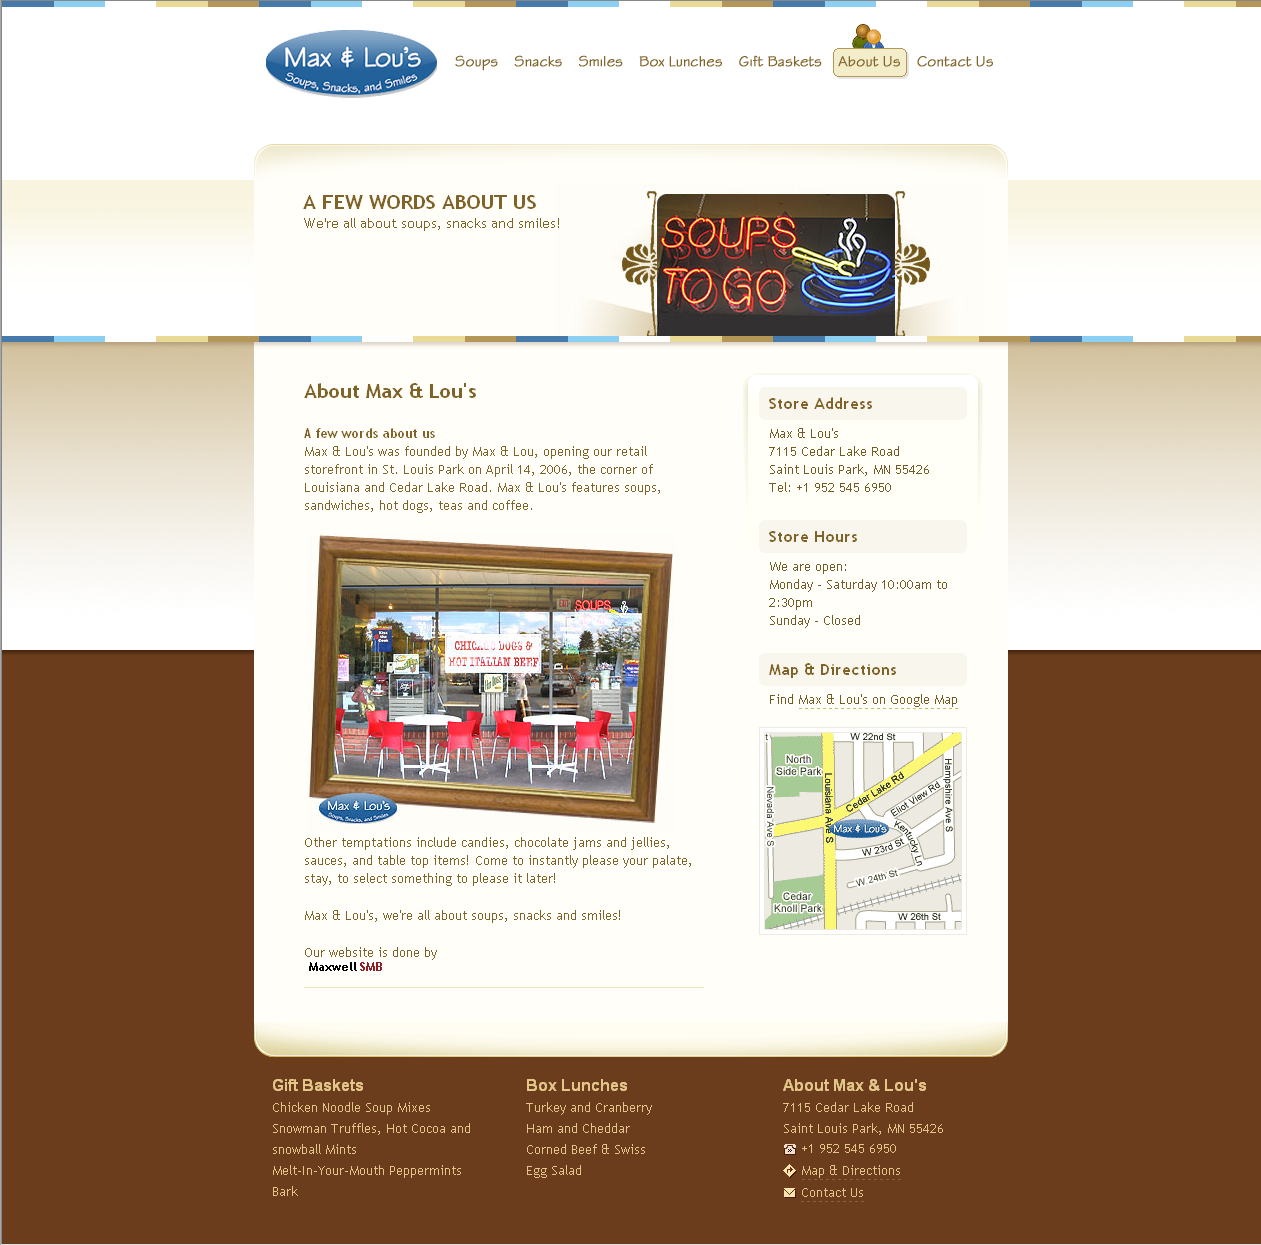 Max & Lou's
Soups, Snacks, and Smiles
Soups
Snacks
Smiles
Box Lunches
Gift Baskets
About Us
Contact Us
A FEW WORDS ABOUT US
We're all about soups, snacks and smiles!
SOUPS
TO GO
About Max & Lou's
A few words about us
Max & Lou's was founded by Max & Lou, opening our retail
storefront in St. Louis Park on April 14, 2006, the corner of
Louisiana and Cedar Lake Road. Max & Lou's features soups,
sandwiches, hot dogs, teas and coffee.
SOUPS
TO GO
CHICAGO DOGS &
HOT ITALIAN BEEF
Max & Lou's
Soups, Snacks, and Smiles
Other temptations include candies, chocolate jams and jellies,
sauces, and table top items! Come to instantly please your palate,
stay, to select something to please it later!
Max & Lou's, we're all about soups, snacks and smiles!
Our website is done by
Maxwell SMB
Store Address
Max & Lou's
7115 Cedar Lake Road
Saint Louis Park, MN 55426
Tel: +1 952 545 6950
Store Hours
We are open:
Monday - Saturday 10:00am to
2:30pm
Sunday - Closed
Map & Directions
Find Max & Lou's on Google Map
t
W 22nd St
North
Side Park
Nevada Ave S
Louisiana Ave S
Cedar Lake Rd
Eliot View Rd
Hampshire Ave S
Max & Lou's
Kentucky Ln
W 23rd St
W 24th St
Cedar
Knoll Park
W 26th St
Gift Baskets
Chicken Noodle Soup Mixes
Snowman Truffles, Hot Cocoa and
snowball Mints
Melt-In-Your-Mouth Peppermints
Bark
Box Lunches
Turkey and Cranberry
Ham and Cheddar
Corned Beef & Swiss
Egg Salad
About Max & Lou's
7115 Cedar Lake Road
Saint Louis Park, MN 55426
+1 952 545 6950
Map & Directions
Contact Us